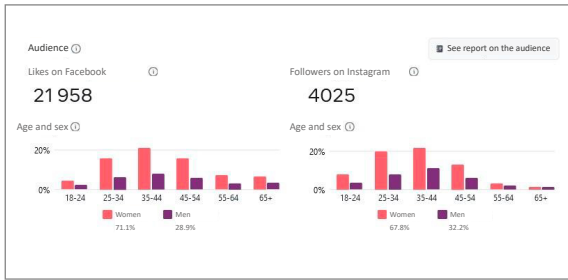 Audience
See report on the audience
Likes on Facebook
Followers on Instagram
21 958
4025
Age and sex
Age and sex
20%
0%
18-24 25-34 35-44 45-54 55-64 65+
Women Men
71.1% 28.9%
20%
0%
18-24 25-34 35-44 45-54 55-64 65+
Women Men
67.8% 32.2%